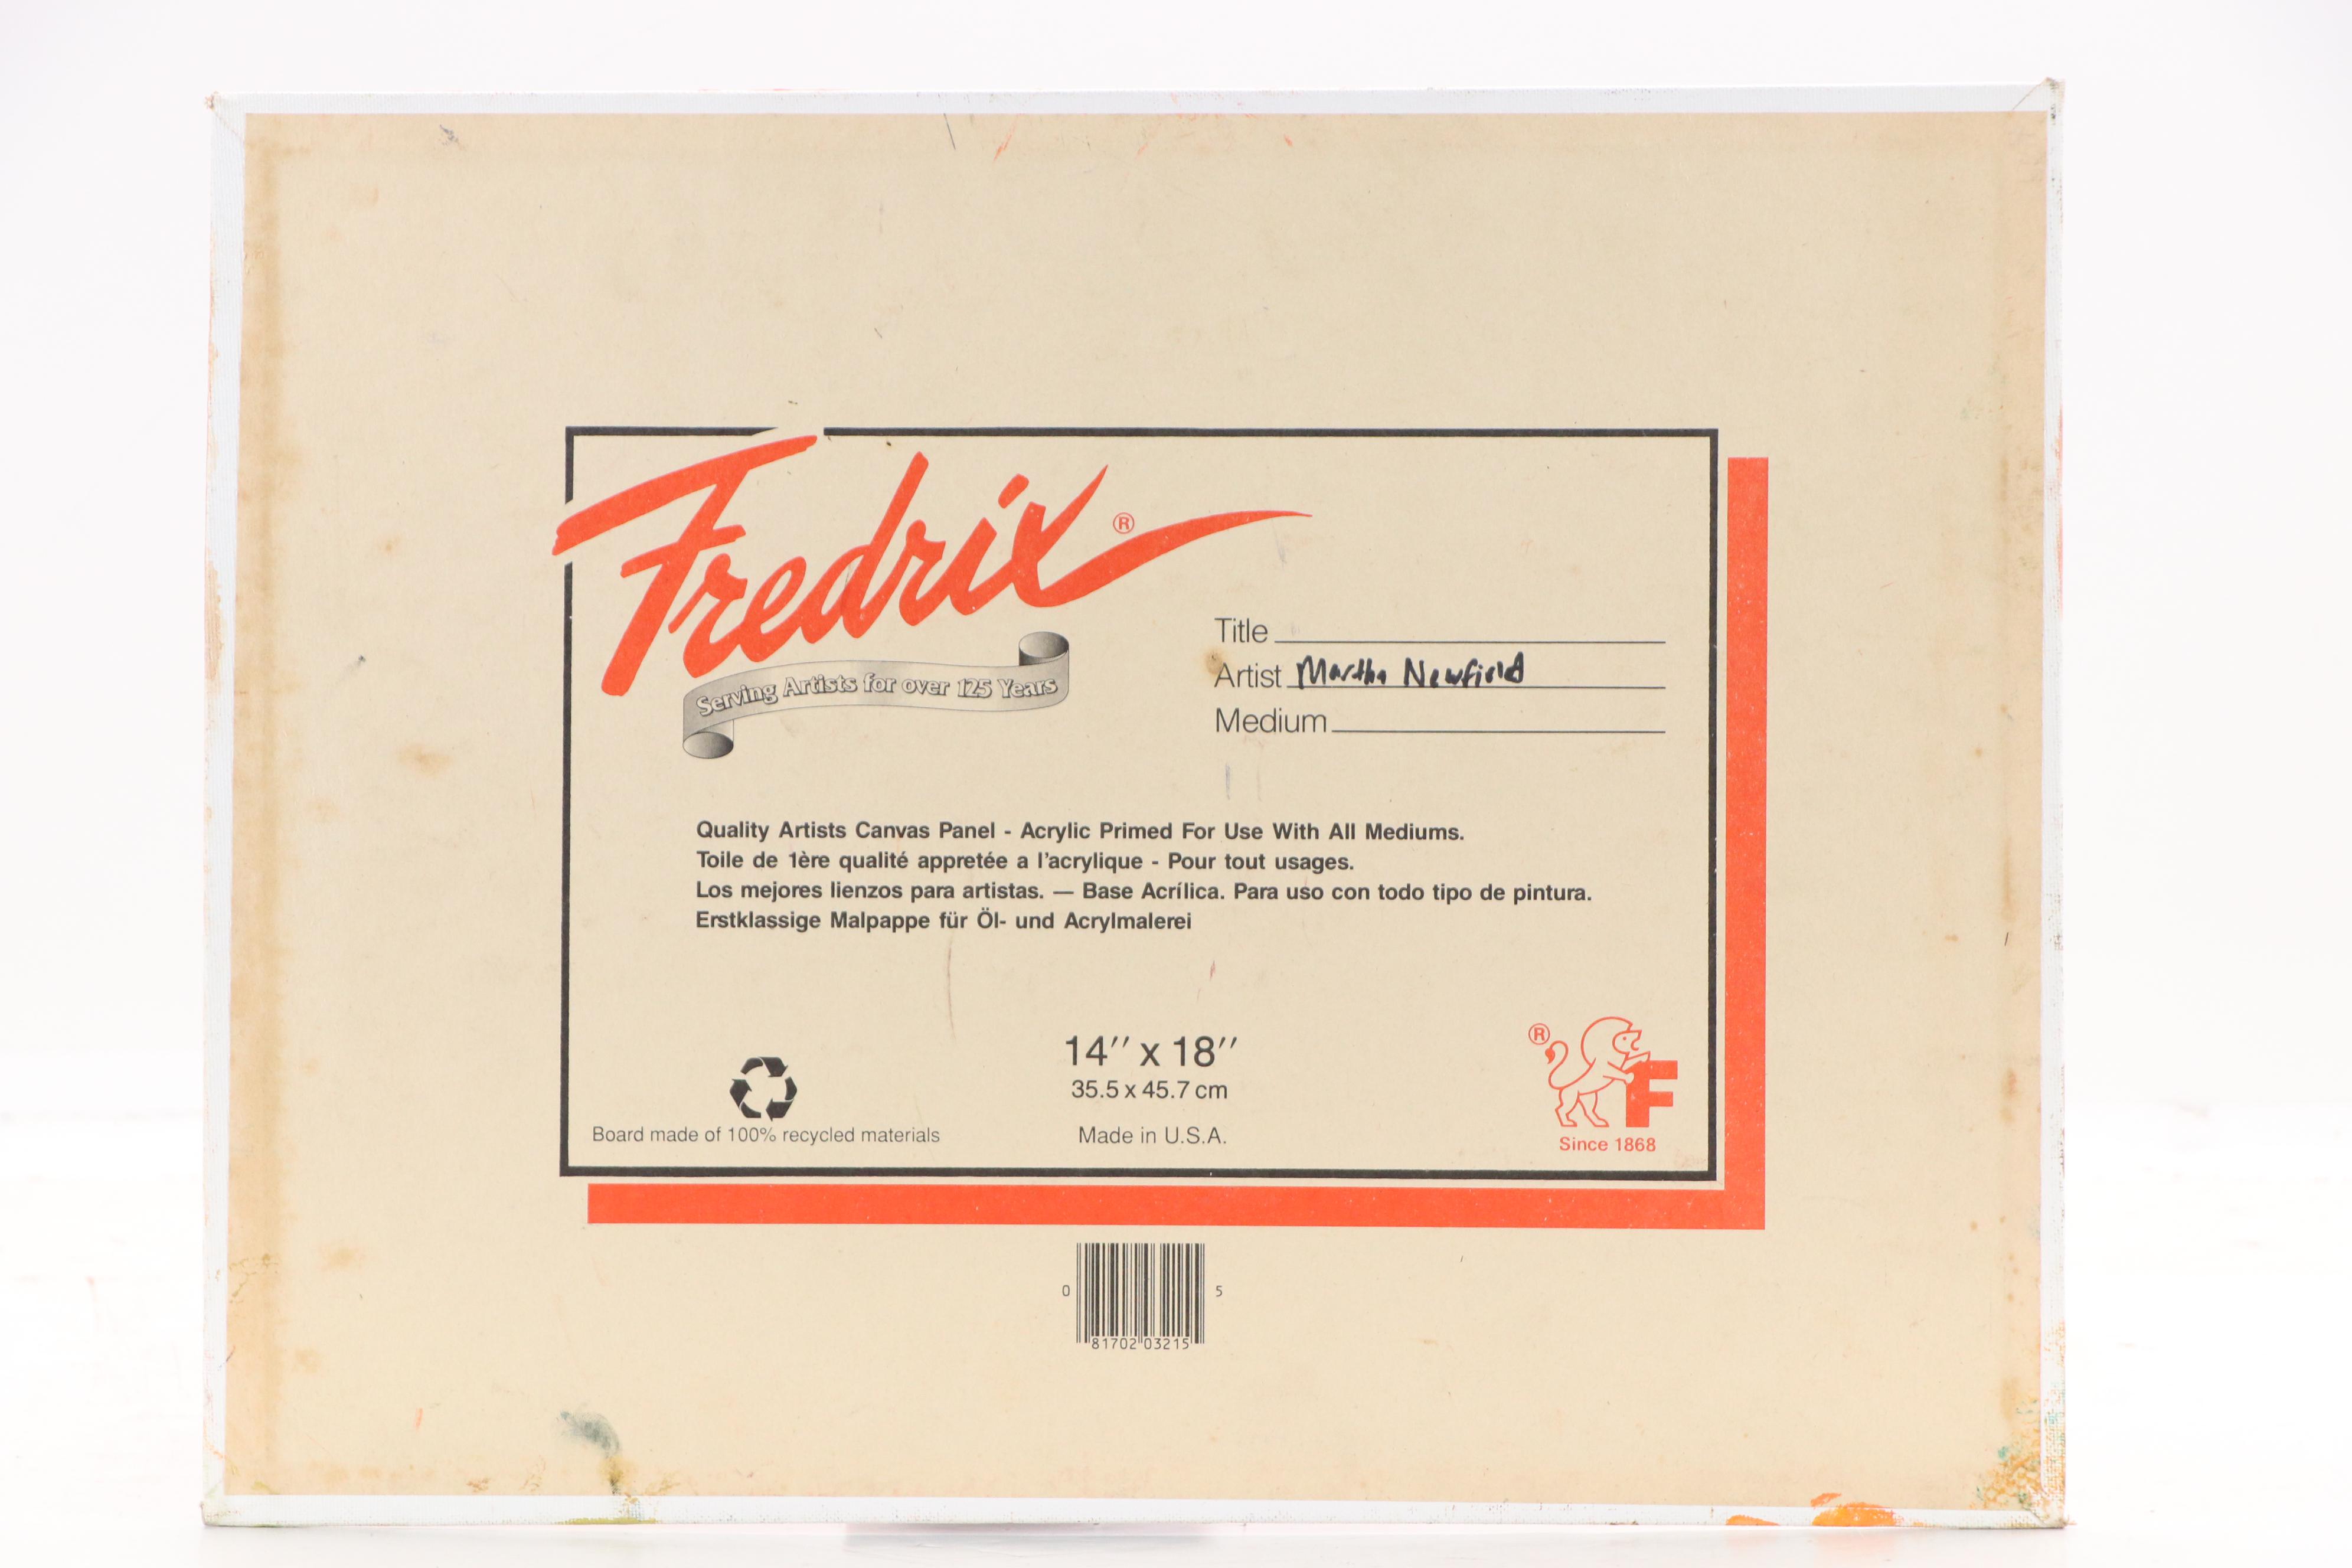 Fredrix®
Serving Artists for over 125 Years
Title
Artist Martha Newfield
Medium
Quality Artists Canvas Panel - Acrylic Primed For Use With All Mediums.
Toile de 1ère qualité appretée a l'acrylique - Pour tout usages.
Los mejores lienzos para artistas. — Base Acrílica. Para uso con todo tipo de pintura.
Erstklassige Malpappe für Öl- und Acrylmalerei
14" x 18"
35.5 x 45.7 cm
Made in U.S.A.
Board made of 100% recycled materials
® F
Since 1868
0 81702 03215 5